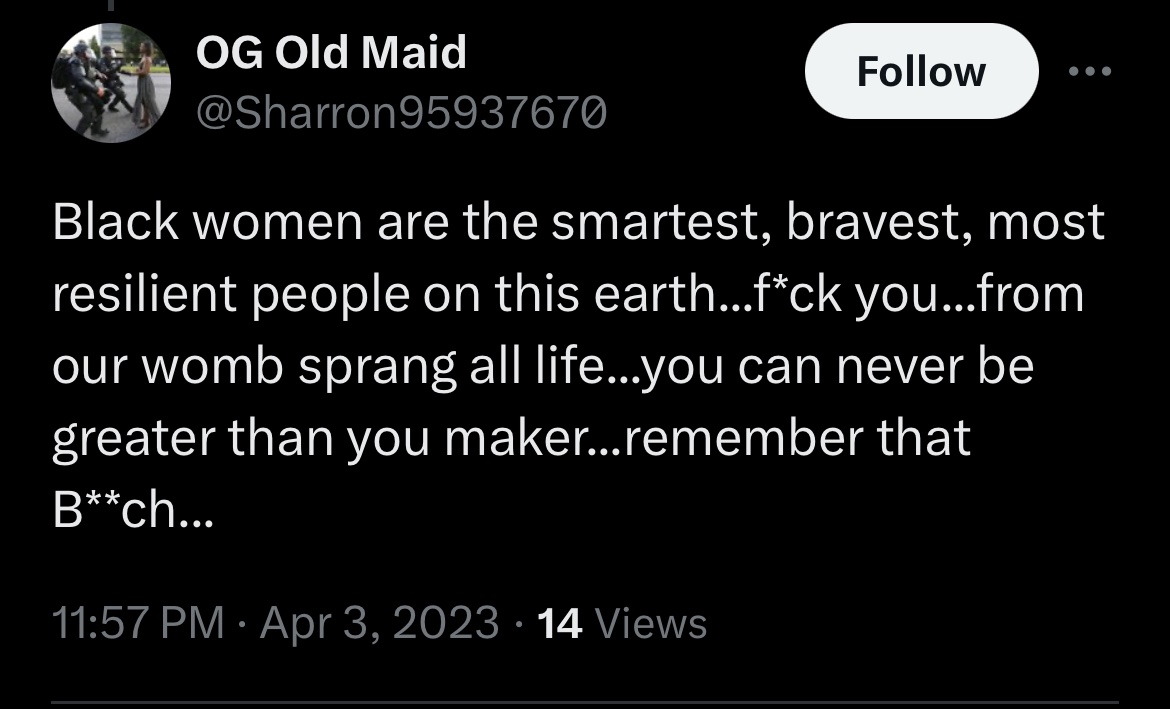 OG Old Maid
Follow
@Sharron95937670
Black women are the smartest, bravest, most
resilient people on this earth...f*ck you...from
our womb sprang all life...you can never be
greater than you maker...remember that
B**ch...
11:57 PM · Apr 3, 2023 · 14 Views